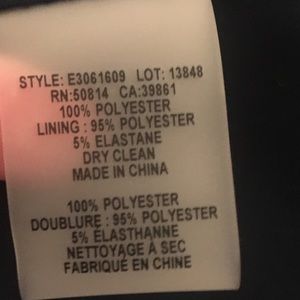 STYLE: E3061609 LOT: 13848
RN:50814 CA:39861
100% POLYESTER
LINING : 95% POLYESTER
5% ELASTANE
DRY CLEAN
MADE IN CHINA
100% POLYESTER
DOUBLURE : 95% POLYESTER
5% ÉLASTHANNE
NETTOYAGE À SEC
FABRIQUÉ EN CHINE